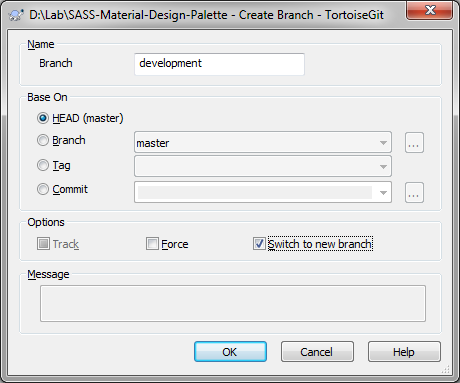 D:\Lab\SASS-Material-Design-Palette - Create Branch - TortoiseGit
Name
Branch development
Base On
HEAD (master)
Branch master ...
Tag
Commit ...
Options
Track Force Switch to new branch
Message
OK Cancel Help